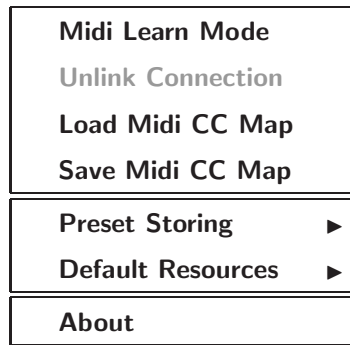 Midi Learn Mode
Unlink Connection
Load Midi CC Map
Save Midi CC Map
Preset Storing
Default Resources
About